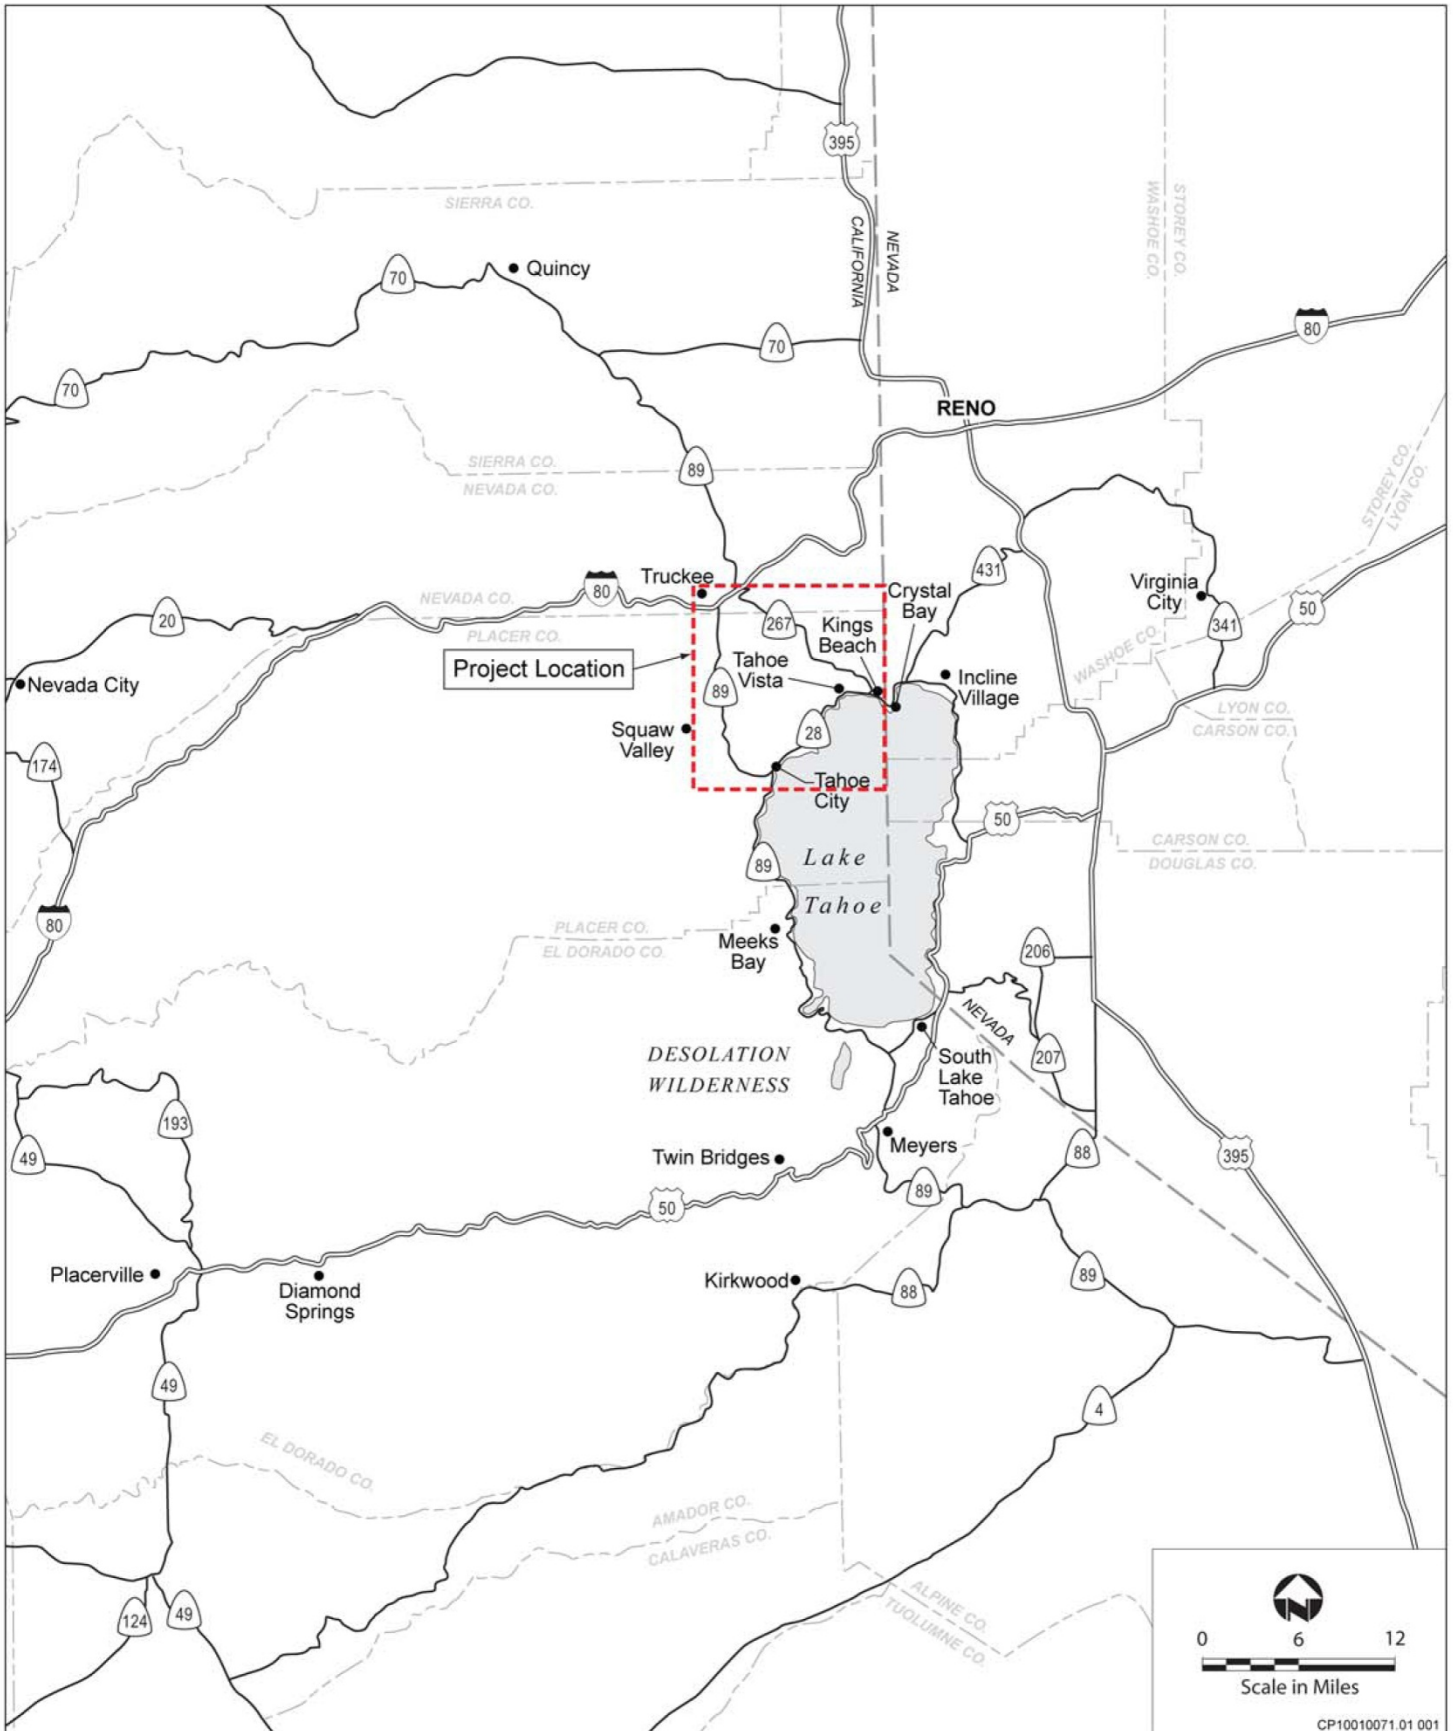 395
SIERRA CO.
CALIFORNIA
NEVADA
WASHOE CO.
STOREY CO.
70
Quincy
70
80
70
RENO
SIERRA CO.
NEVADA CO.
89
STOREY CO.
LYON CO.
431
Truckee
80
NEVADA CO.
PLACER CO.
20
Crystal
Bay
Virginia
City
341
50
267
Kings
Beach
WASHOE CO.
Project Location
Tahoe
Vista
89
Nevada City
Incline
Village
LYON CO.
CARSON CO.
Squaw
Valley
28
174
Tahoe
City
50
CARSON CO.
DOUGLAS CO.
Lake
Tahoe
89
80
PLACER CO.
EL DORADO CO.
Meeks
Bay
206
NEVADA
DESOLATION
WILDERNESS
South
Lake
Tahoe
207
193
49
Twin Bridges
Meyers
88
395
89
50
Placerville
Diamond
Springs
Kirkwood
88
89
49
4
EL DORADO CO.
AMADOR CO.
CALAVERAS CO.
ALPINE CO.
TUOLUMNE CO.
124
49
N
0 6 12
Scale in Miles
CP10010071.01 001